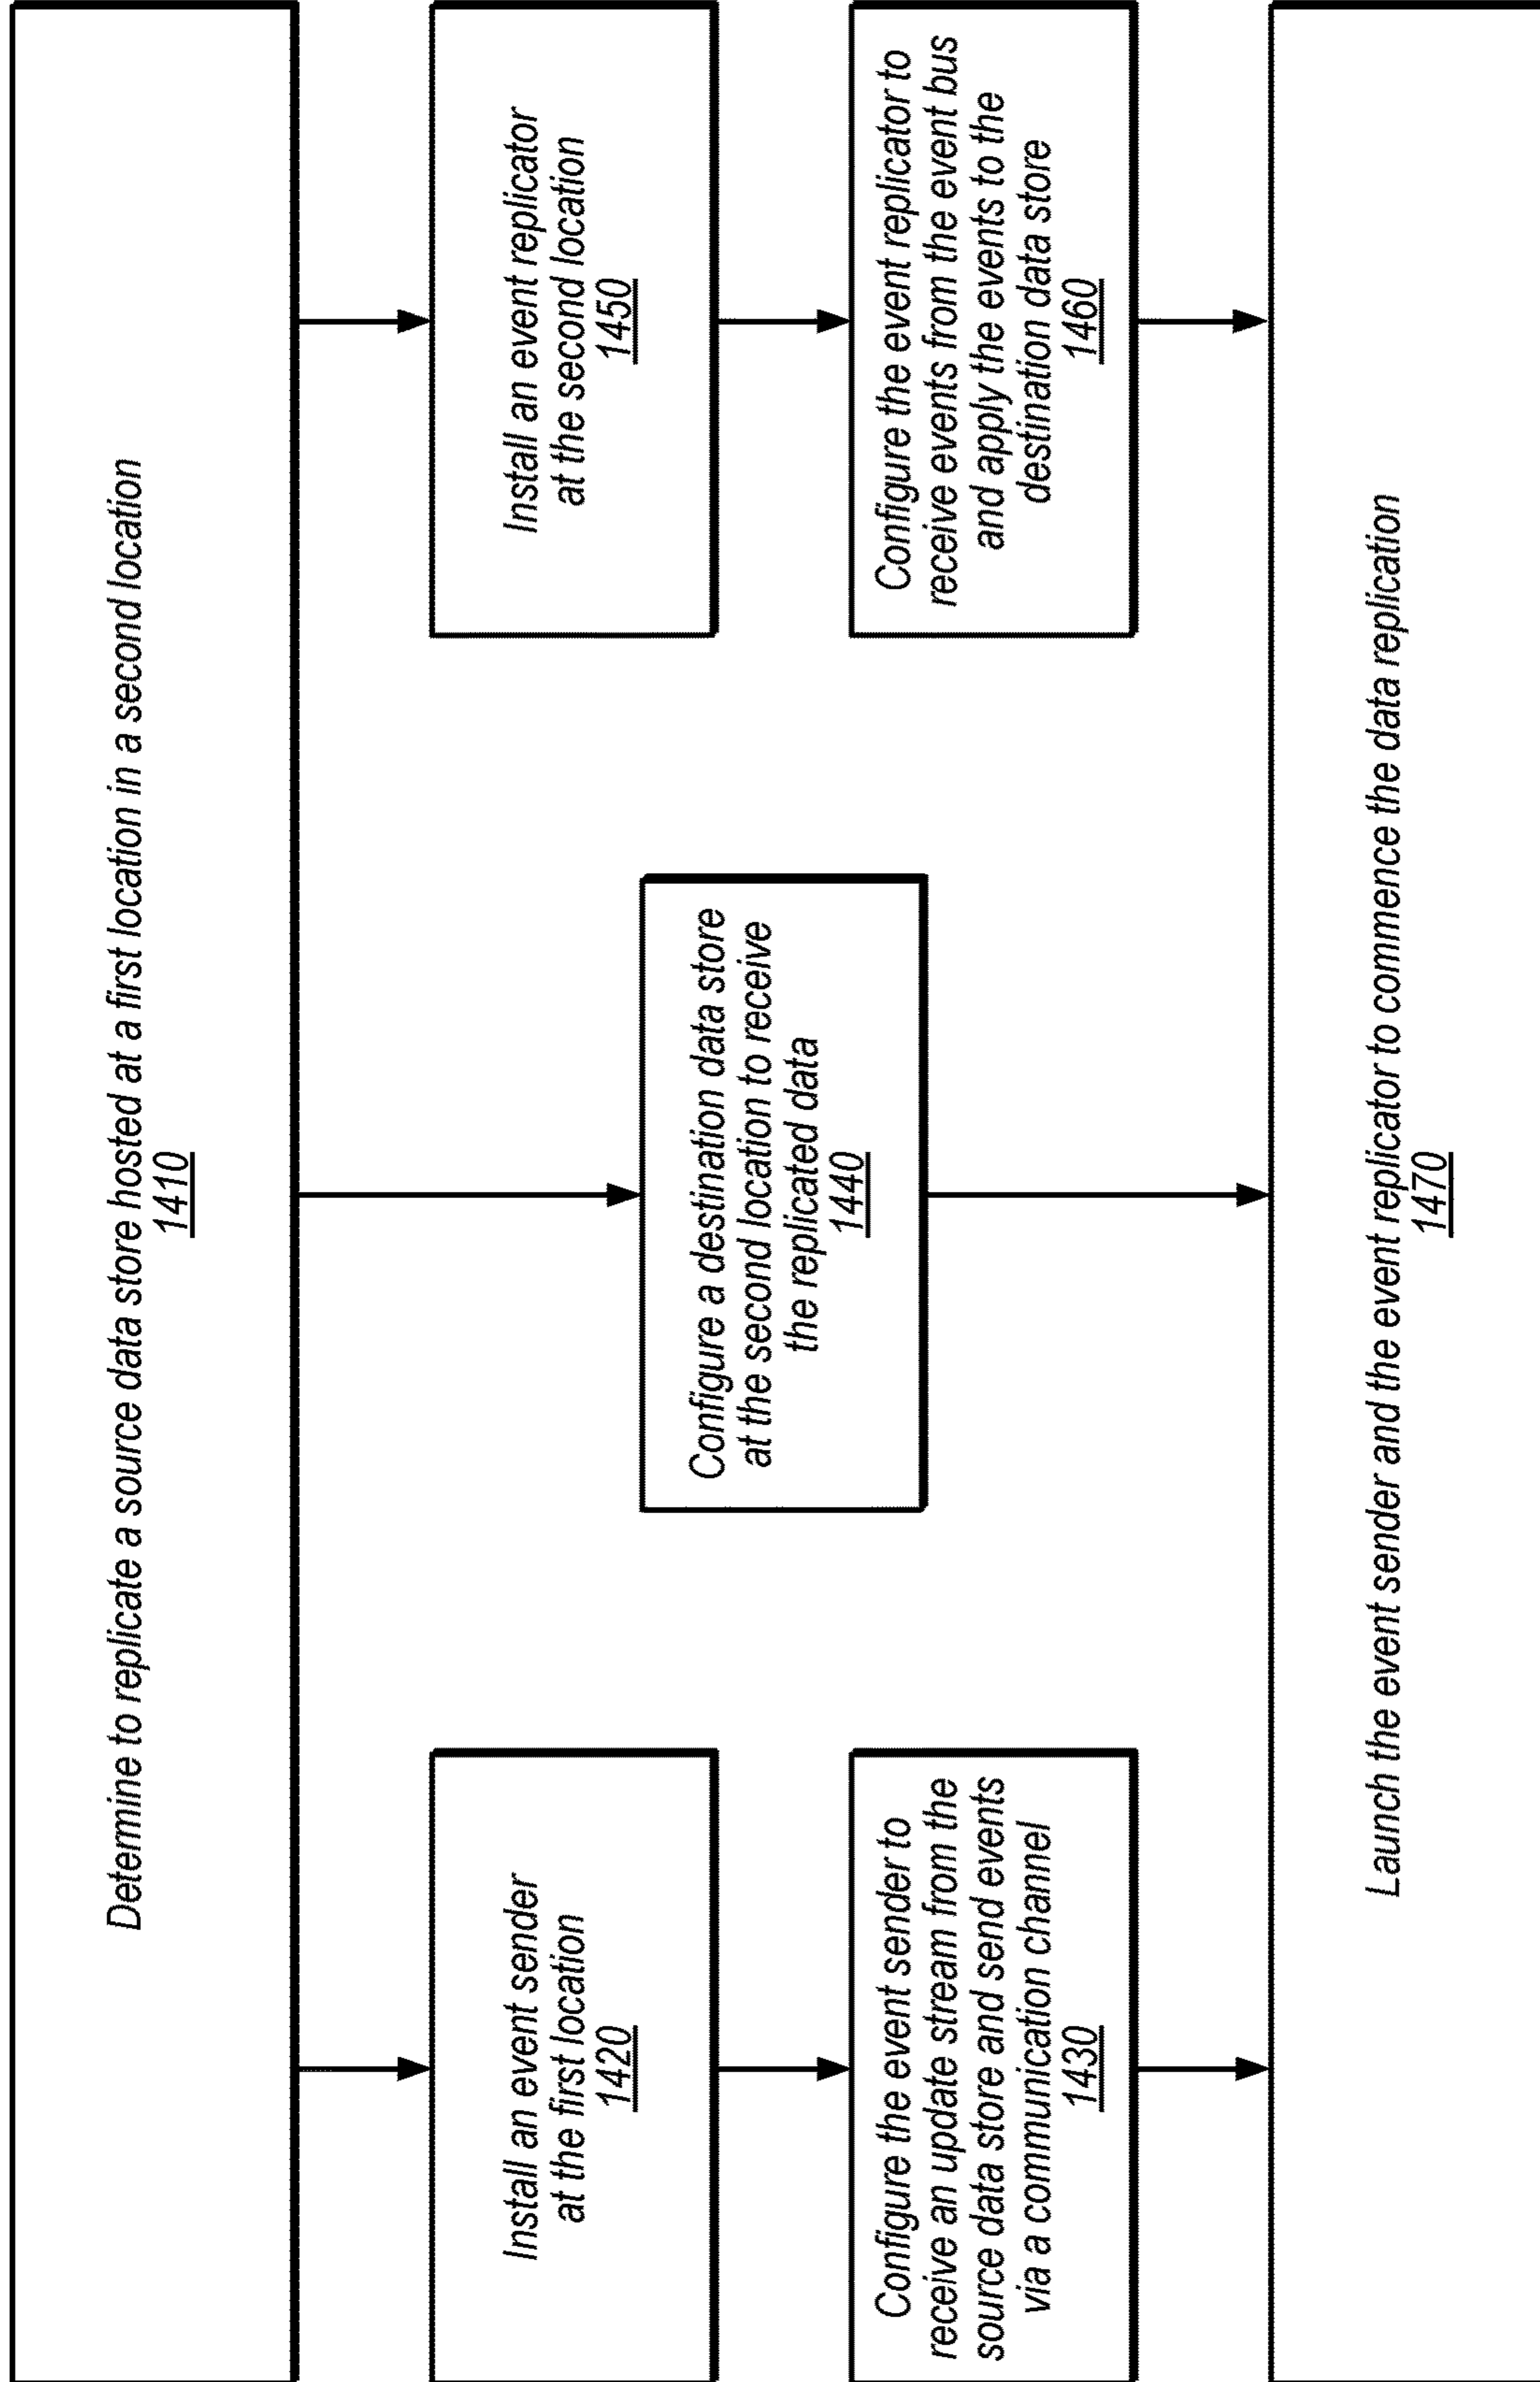 Determine to replicate a source data store hosted at a first location in a second location
1410
Install an event sender
at the first location
1420
Configure the event sender to
receive an update stream from the
source data store and send events
via a communication channel
1430
Configure a destination data store
at the second location to receive
the replicated data
1440
Install an event replicator
at the second location
1450
Configure the event replicator to
receive events from the event bus
and apply the events to the
destination data store
1460
Launch the event sender and the event replicator to commence the data replication
1470